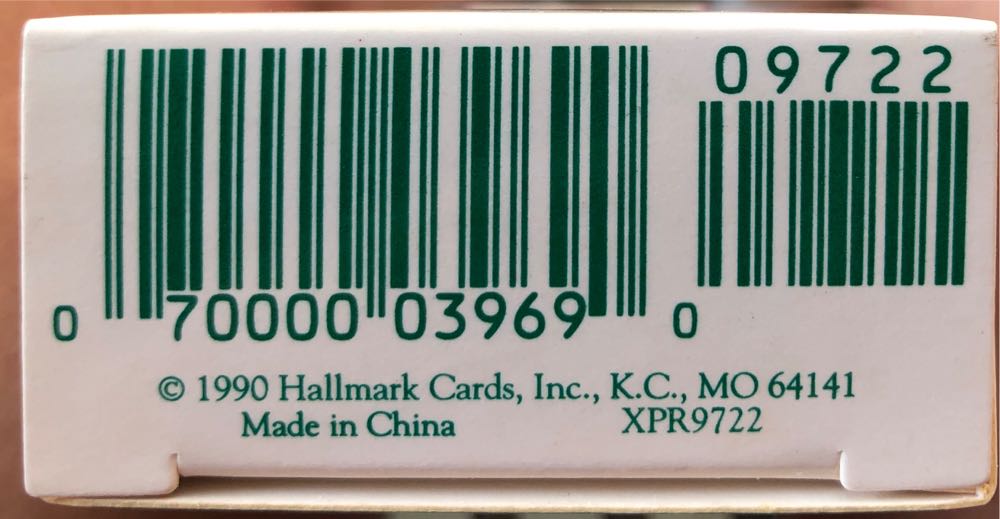 09722
0 70000 03969 0
© 1990 Hallmark Cards, Inc., K.C., MO 64141
Made in China XPR9722